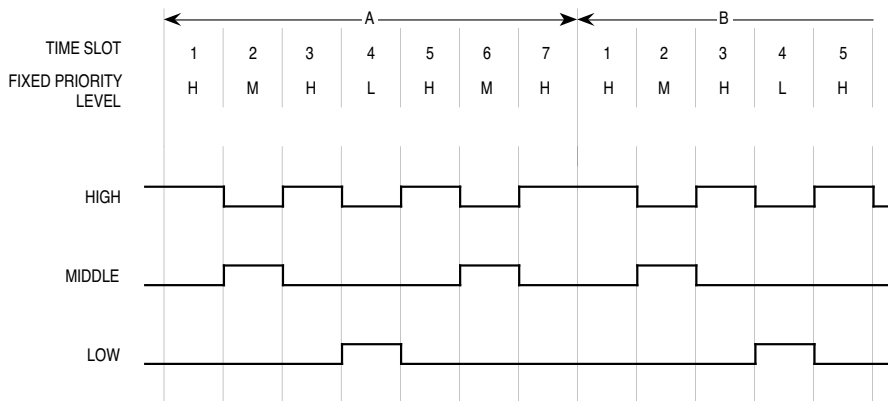 A B
TIME SLOT 1 2 3 4 5 6 7 1 2 3 4 5
FIXED PRIORITY
LEVEL H M H L H M H H M H L H
HIGH
MIDDLE
LOW